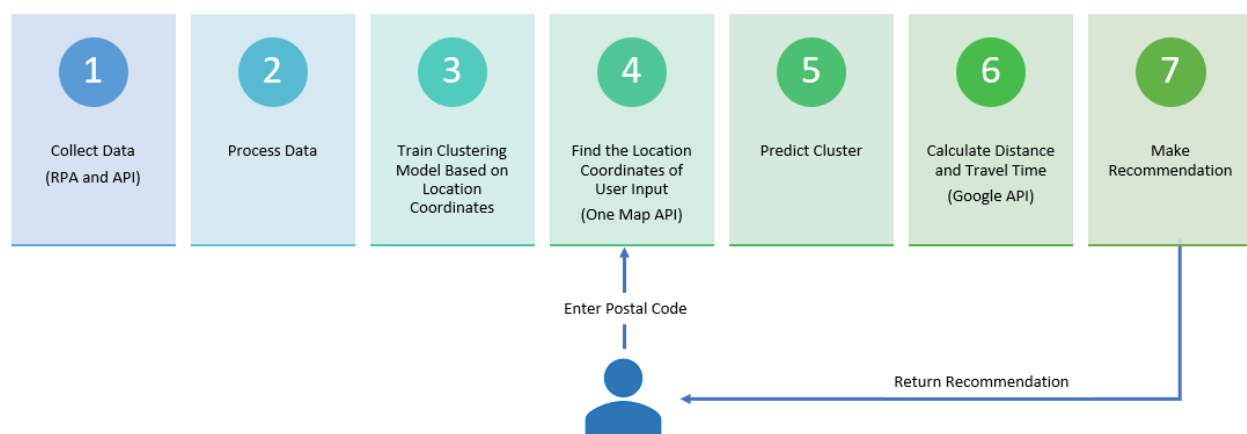 1
Collect Data
(RPA and API)
2
Process Data
3
Train Clustering
Model Based on
Location
Coordinates
4
Find the Location
Coordinates of
User Input
(One Map API)
5
Predict Cluster
6
Calculate Distance
and Travel Time
(Google API)
7
Make
Recommendation
Enter Postal Code
Return Recommendation